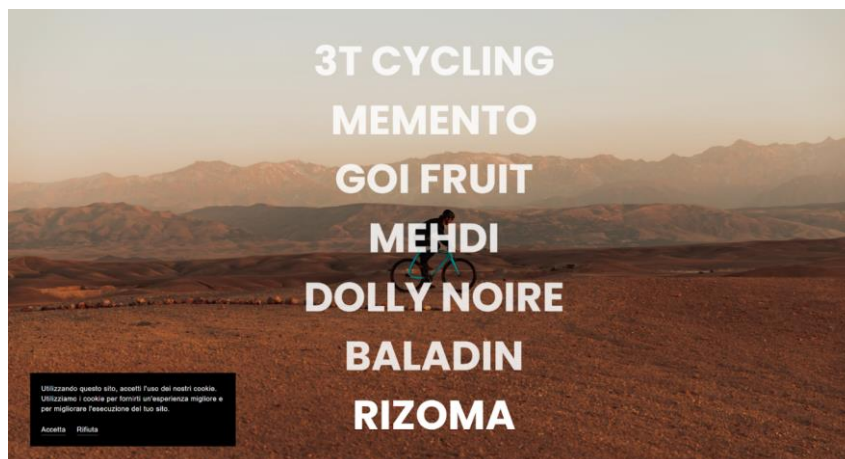 3T CYCLING
MEMENTO
GOI FRUIT
MEHDI
DOLLY NOIRE
BALADIN
RIZOMA
Utilizzando questo sito, accetti l'uso dei nostri cookie.
Utilizziamo i cookie per fornirti un'esperienza migliore e
per migliorare l'esecuzione del tuo sito.
Accetta Rifiuta